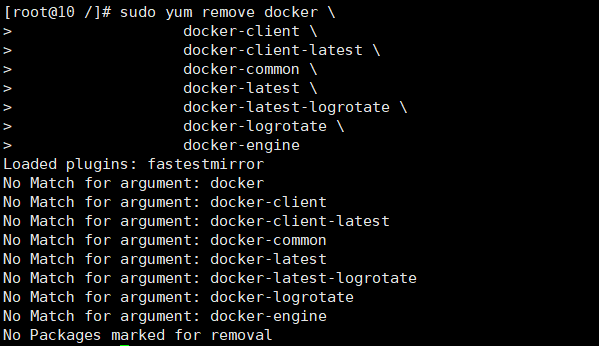 [root@10 /]# sudo yum remove docker \
>                   docker-client \
>                   docker-client-latest \
>                   docker-common \
>                   docker-latest \
>                   docker-latest-logrotate \
>                   docker-logrotate \
>                   docker-engine
Loaded plugins: fastestmirror
No Match for argument: docker
No Match for argument: docker-client
No Match for argument: docker-client-latest
No Match for argument: docker-common
No Match for argument: docker-latest
No Match for argument: docker-latest-logrotate
No Match for argument: docker-logrotate
No Match for argument: docker-engine
No Packages marked for removal